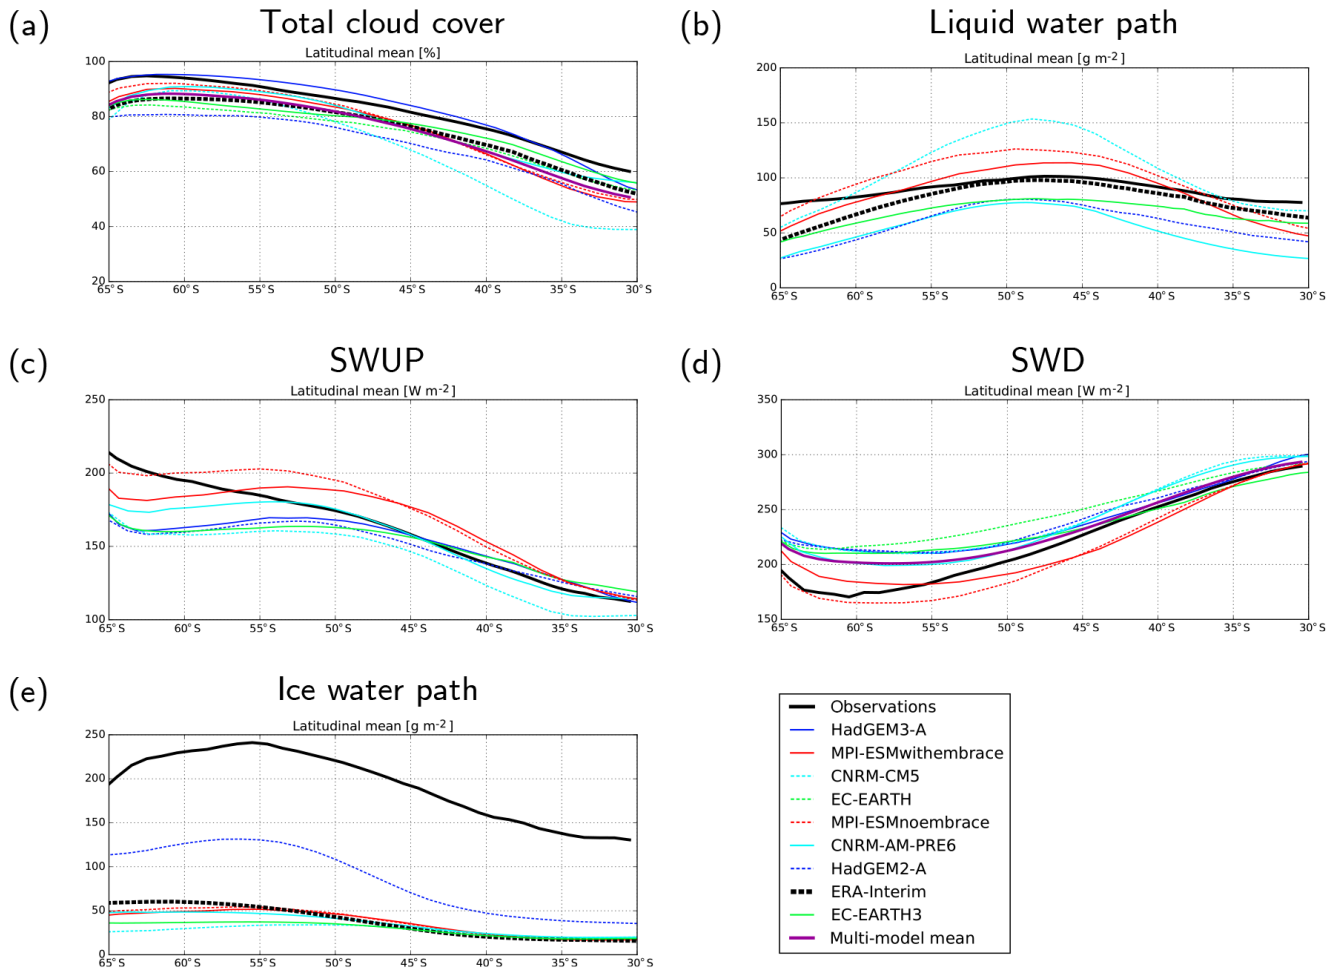 (a) Total cloud cover
Latitudinal mean [%]
100
80
60
40
20
65°S 60°S 55°S 50°S 45°S 40°S 35°S 30°S
(b) Liquid water path
Latitudinal mean [g m-2]
200
150
100
50
0
65°S 60°S 55°S 50°S 45°S 40°S 35°S 30°S
(c) SWUP
Latitudinal mean [W m-2]
250
200
150
100
65°S 60°S 55°S 50°S 45°S 40°S 35°S 30°S
(d) SWD
Latitudinal mean [W m-2]
350
300
250
200
150
65°S 60°S 55°S 50°S 45°S 40°S 35°S 30°S
(e) Ice water path
Latitudinal mean [g m-2]
250
200
150
100
50
0
65°S 60°S 55°S 50°S 45°S 40°S 35°S 30°S
Observations
HadGEM3-A
MPI-ESMwithembrace
CNRM-CM5
EC-EARTH
MPI-ESMnoembrace
CNRM-AM-PRE6
HadGEM2-A
ERA-Interim
EC-EARTH3
Multi-model mean